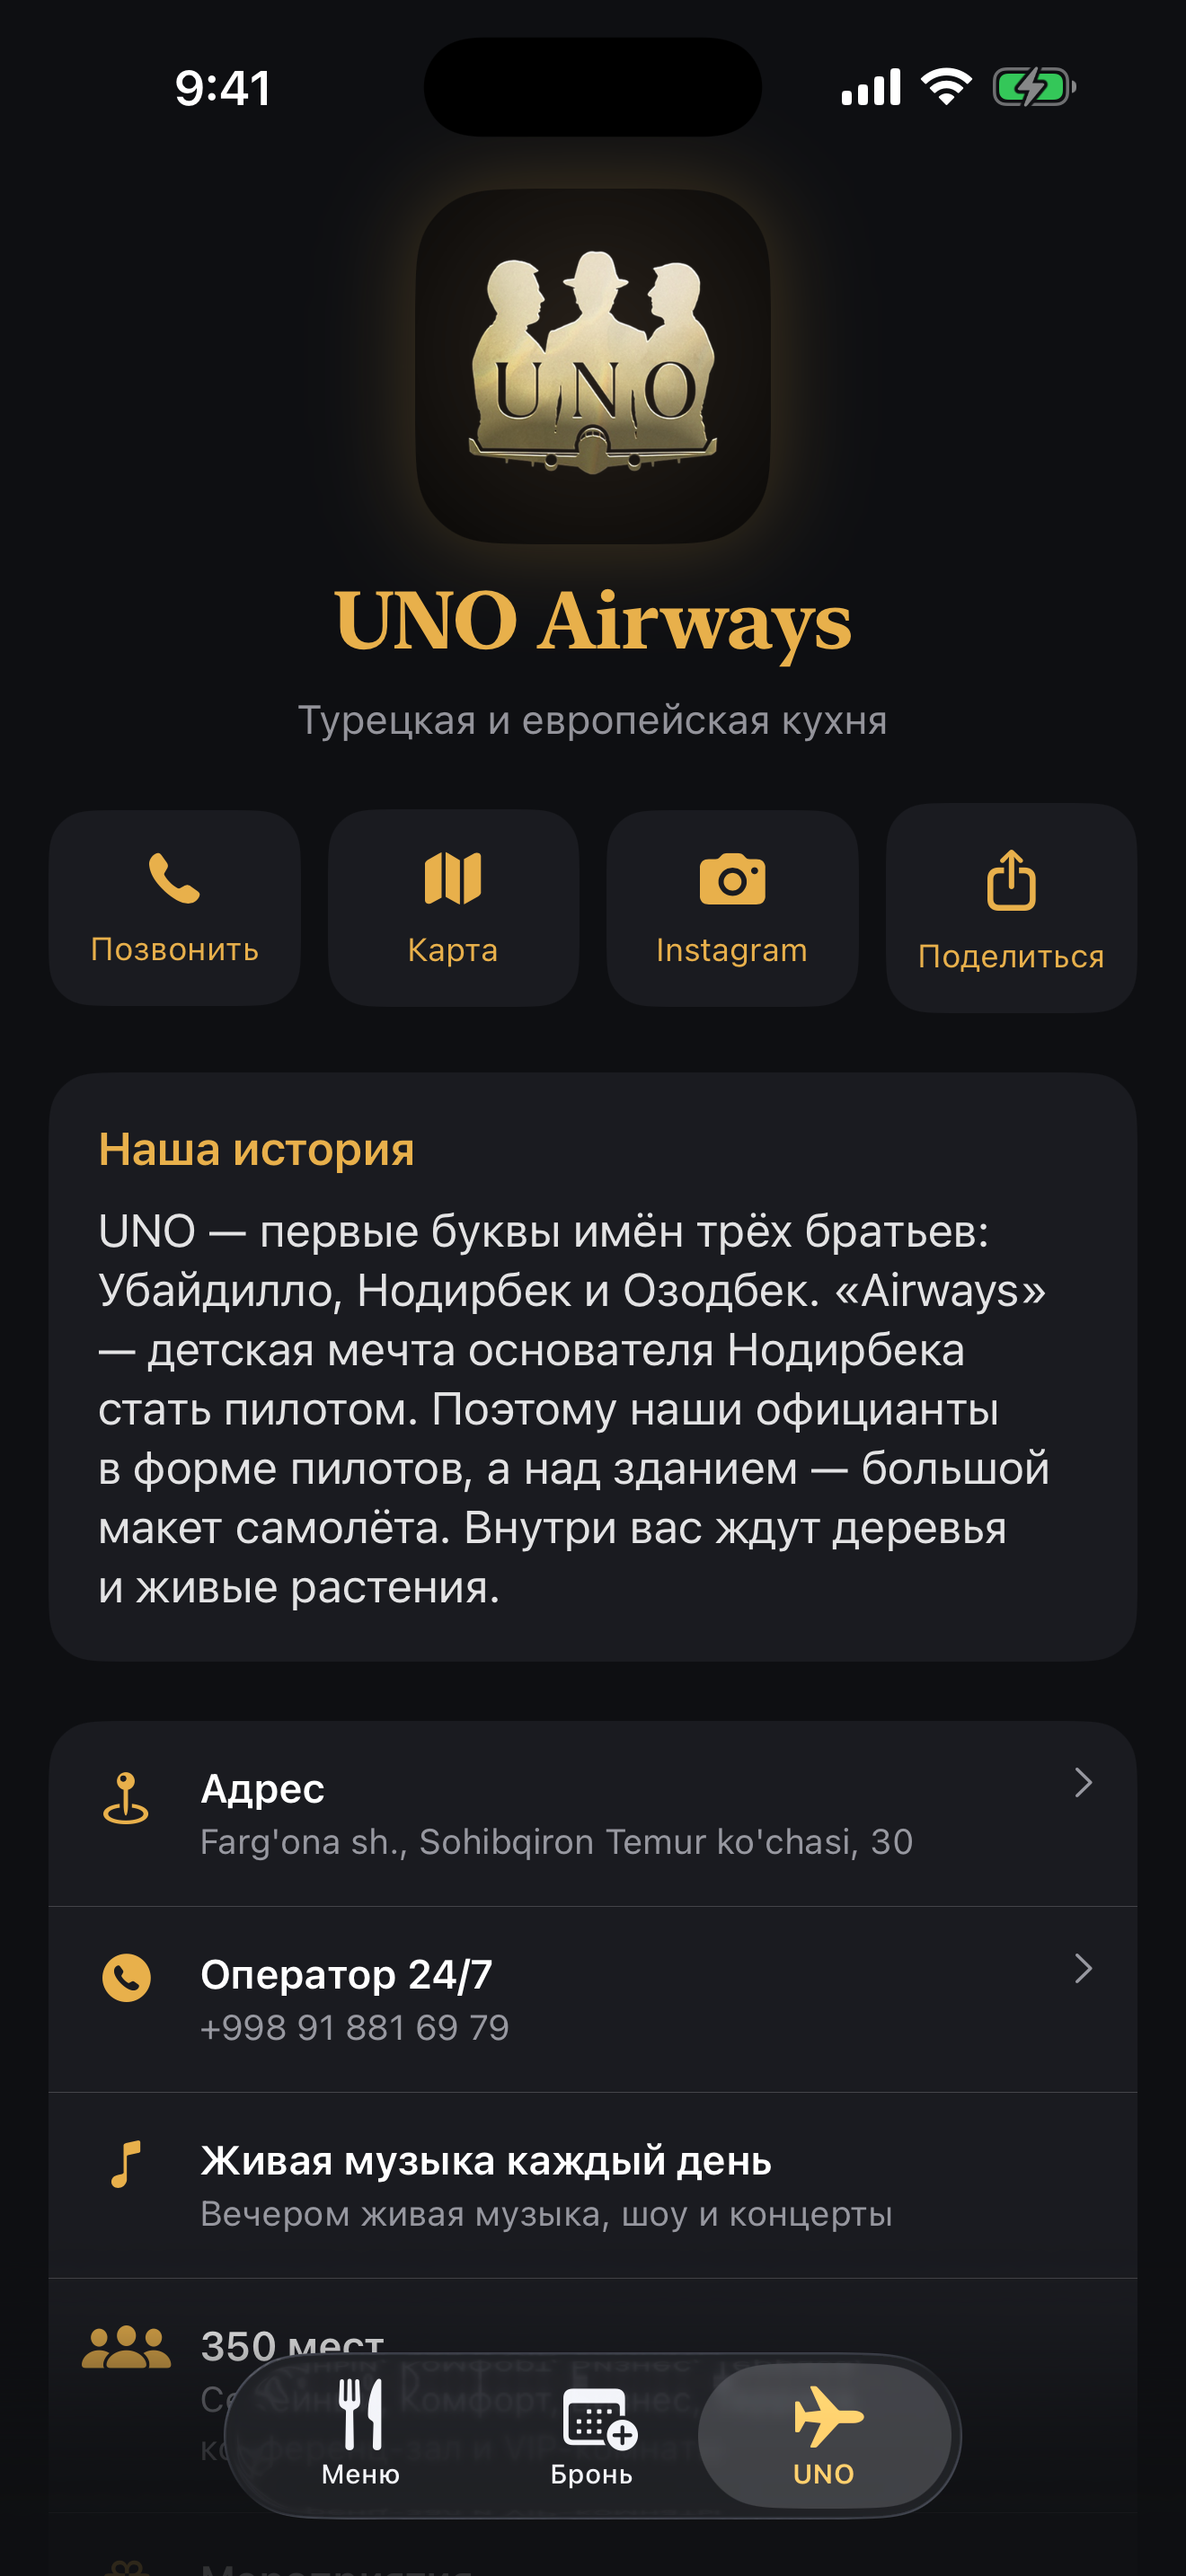 9:41
UNO
UNO Airways
Турецкая и европейская кухня
Позвонить
Карта
Instagram
Поделиться
Наша история
UNO — первые буквы имён трёх братьев:
Убайдилло, Нодирбек и Озодбек. «Airways»
— детская мечта основателя Нодирбека
стать пилотом. Поэтому наши официанты
в форме пилотов, а над зданием — большой
макет самолёта. Внутри вас ждут деревья
и живые растения.
Адрес
Farg'ona sh., Sohibqiron Temur ko'chasi, 30
Оператор 24/7
+998 91 881 69 79
Живая музыка каждый день
Вечером живая музыка, шоу и концерты
350 мест
Комфорт,
и VIP
Меню
Бронь
UNO
Мероприятия